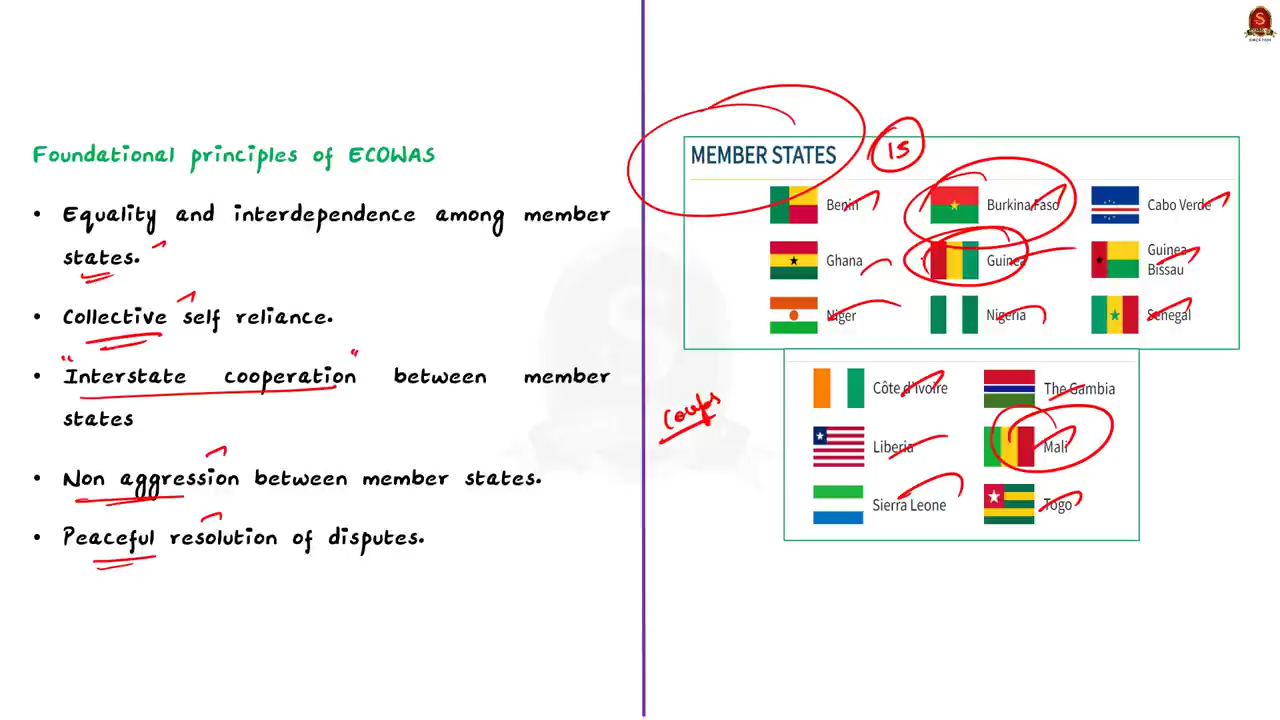 Foundational principles of ECOWAS
• Equality and interdependence among member
states.
• Collective self reliance.
• "Interstate cooperation" between member
states
• Non aggression between member states.
• Peaceful resolution of disputes.
MEMBER STATES
15
Benin
Burkina Faso
Cabo Verde
Ghana
Guinea
Guinea
Bissau
Niger
Nigeria
Senegal
Côte d'Ivoire
The Gambia
Coups
Liberia
Mali
Sierra Leone
Togo
S